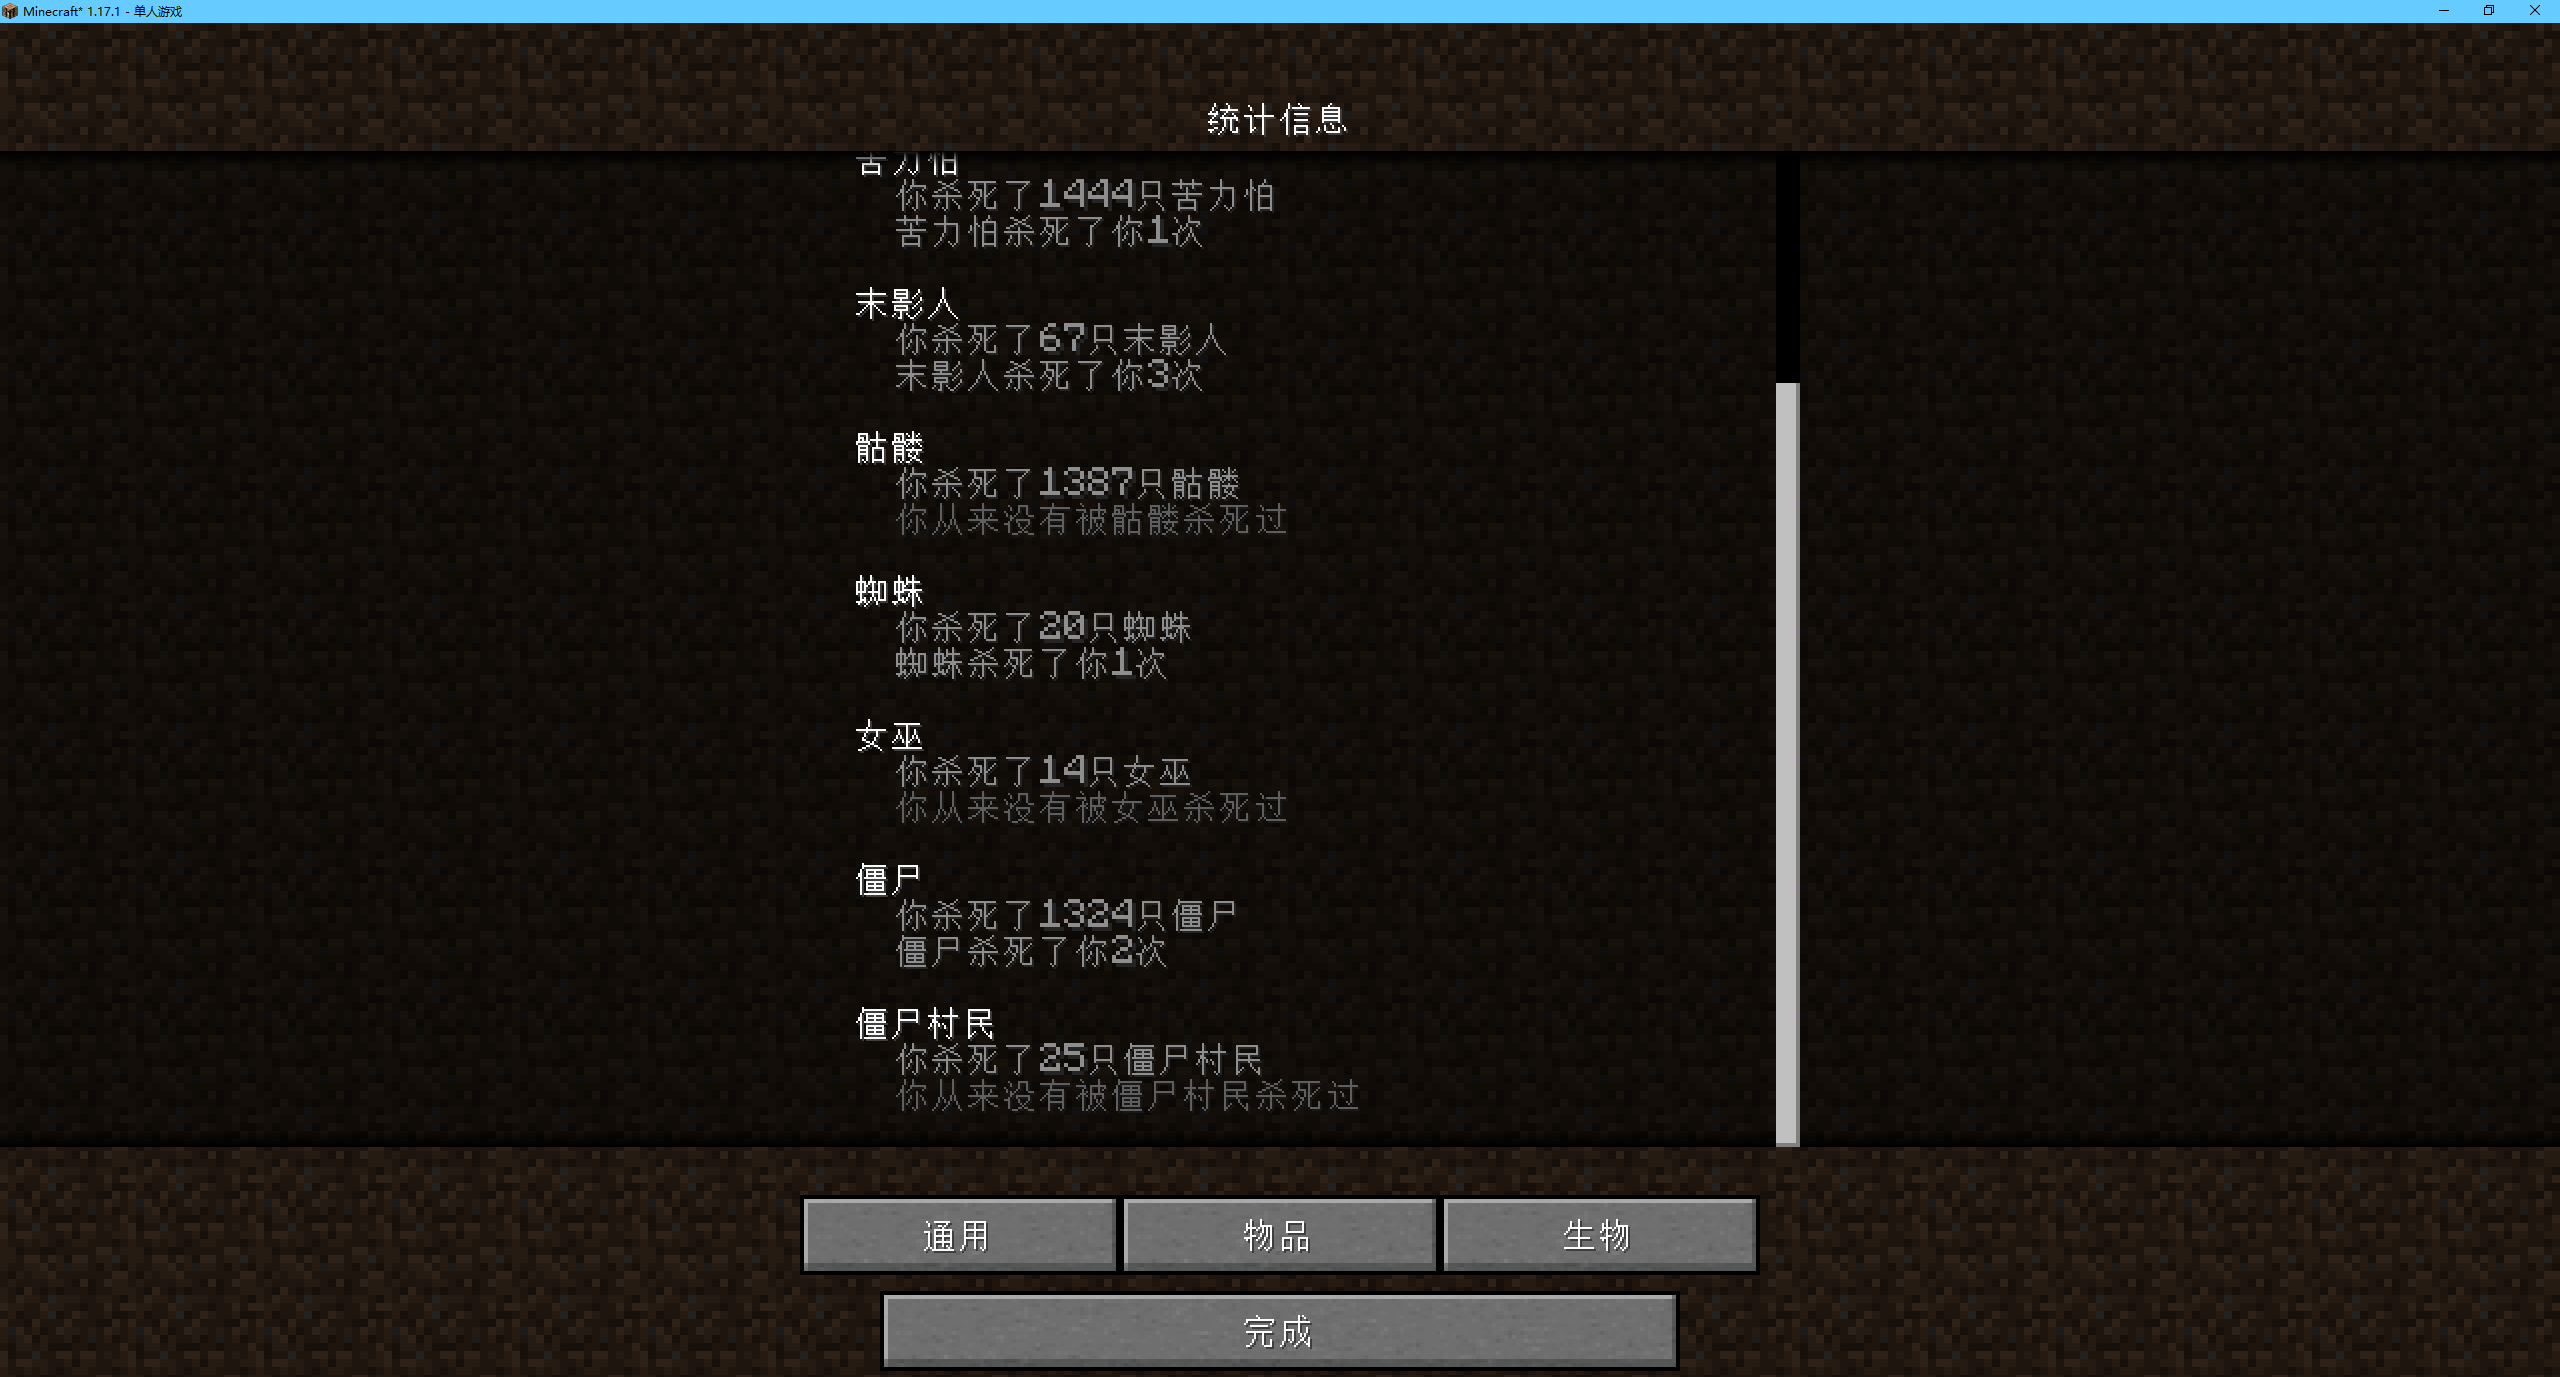 Minecraft* 1.17.1 - 单人游戏
统计信息
苦力怕
你杀死了1444只苦力怕
苦力怕杀死了你1次
末影人
你杀死了67只末影人
末影人杀死了你3次
骷髅
你杀死了1387只骷髅
你从来没有被骷髅杀死过
蜘蛛
你杀死了20只蜘蛛
蜘蛛杀死了你1次
女巫
你杀死了14只女巫
你从来没有被女巫杀死过
僵尸
你杀死了1324只僵尸
僵尸杀死了你2次
僵尸村民
你杀死了25只僵尸村民
你从来没有被僵尸村民杀死过
通用
物品
生物
完成